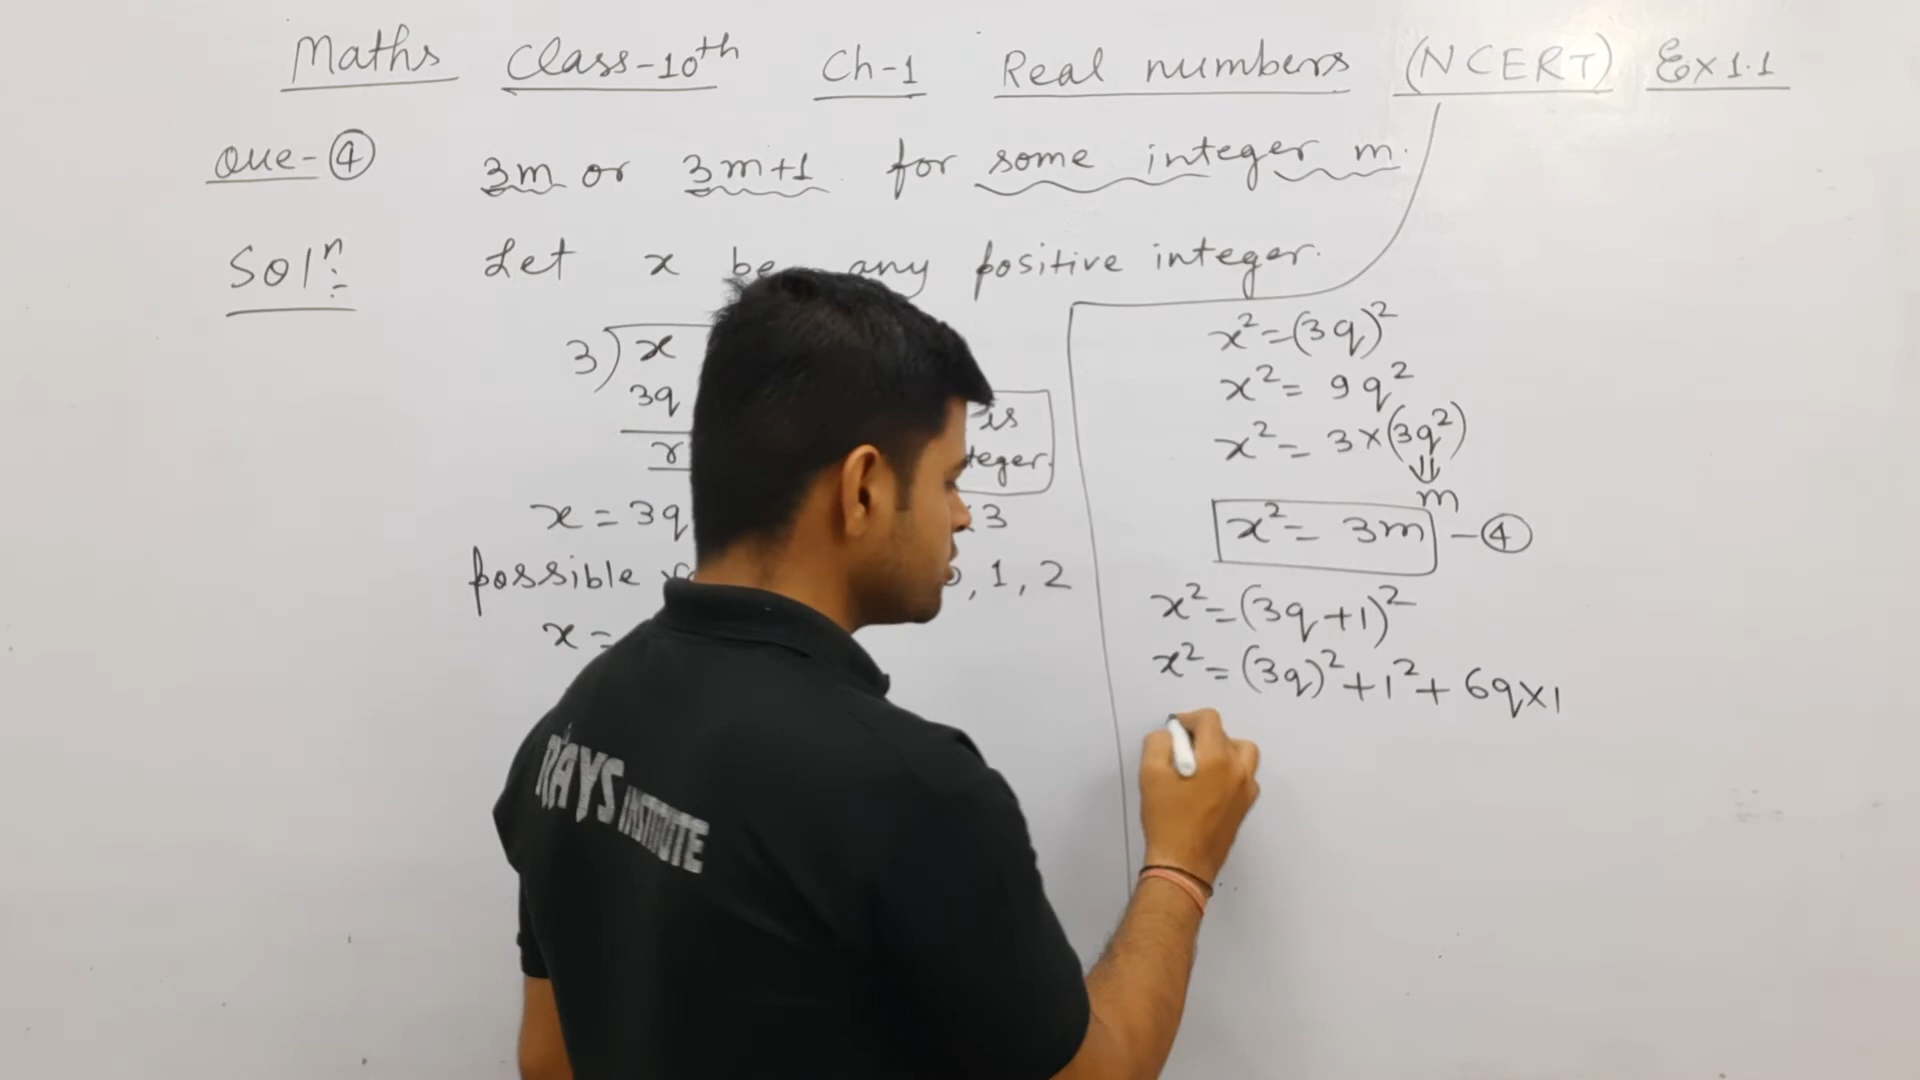 Maths Class-10th Ch-1 Real numbers (NCERT) Ex 1.1
Que-④ 3m or 3m+1 for some integer m.
Solⁿ:- Let x be any positive integer.
3)x
3q
r
is
teger.
x = 3q
3
possible
, 1, 2
x =
x² = (3q)²
x² = 9q²
x² = 3×(3q²)
⇓
m
x² = 3m -④
x² = (3q+1)²
x² = (3q)² + 1² + 6q×1
RAYS INSTITUTE